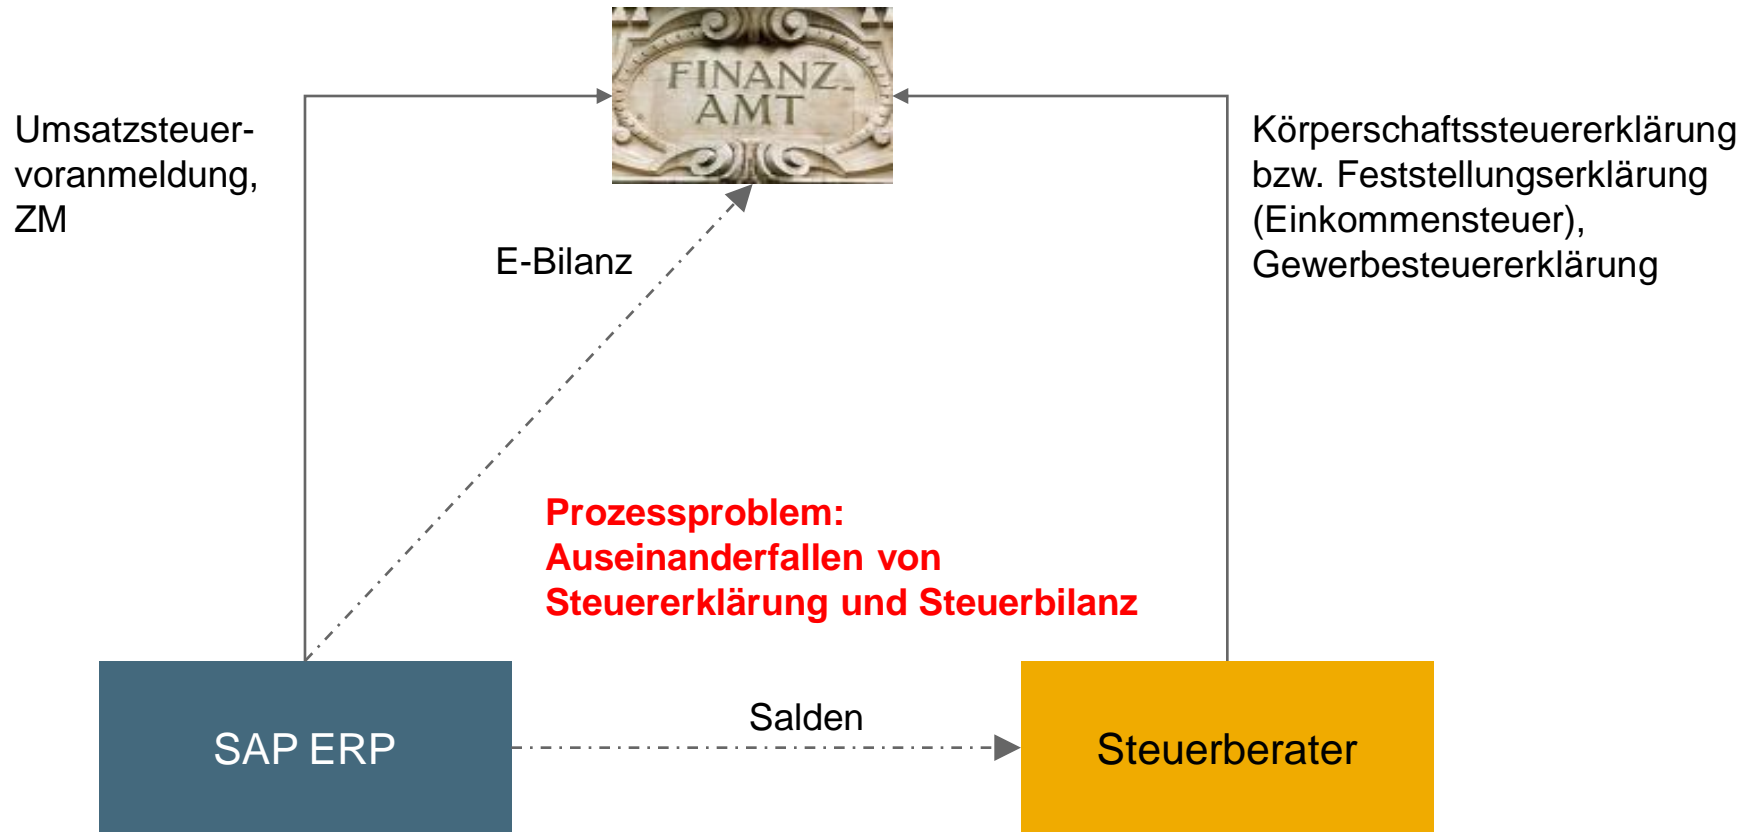 FINANZ-
AMT
Umsatzsteuer-
voranmeldung,
ZM
Körperschaftssteuererklärung
bzw. Feststellungserklärung
(Einkommensteuer),
Gewerbesteuererklärung
E-Bilanz
Prozessproblem:
Auseinanderfallen von
Steuererklärung und Steuerbilanz
Salden
SAP ERP
Steuerberater